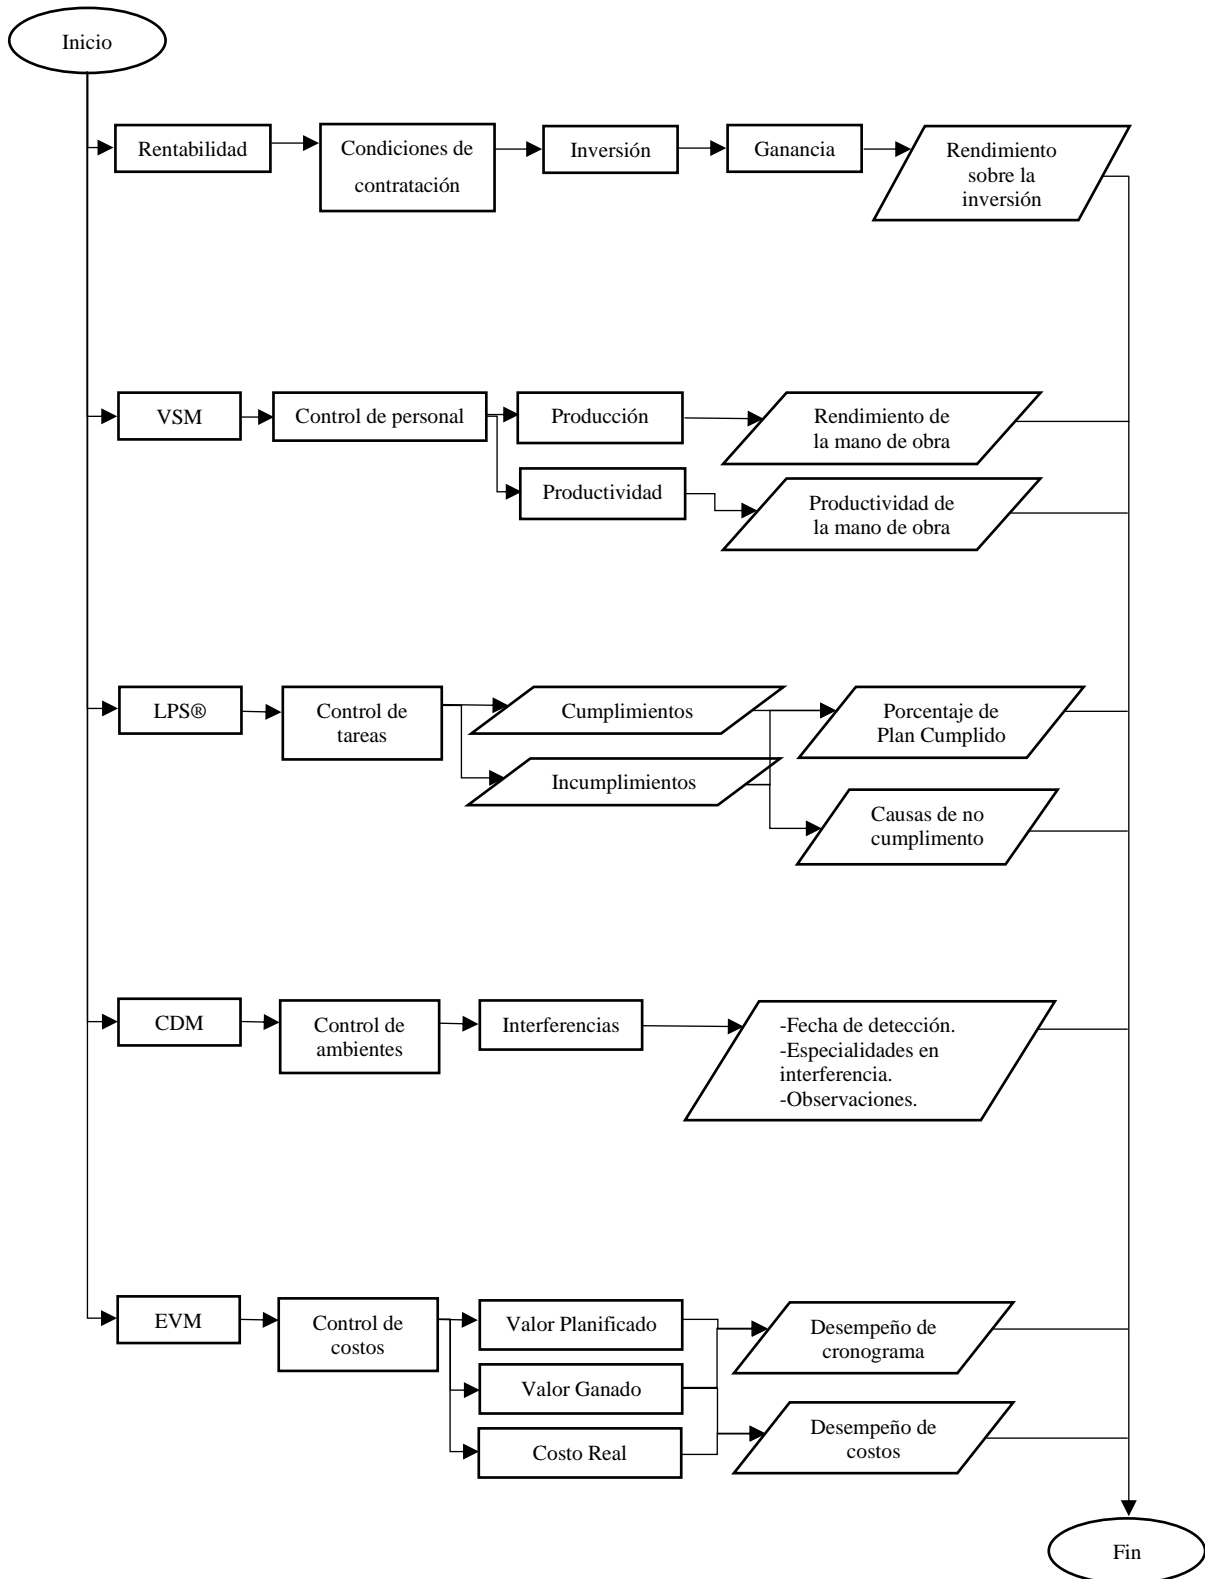 Inicio
Rentabilidad
Condiciones de
contratación
Inversión
Ganancia
Rendimiento
sobre la
inversión
VSM
Control de personal
Producción
Rendimiento de
la mano de obra
Productividad
Productividad de
la mano de obra
LPS®
Control de
tareas
Cumplimientos
Porcentaje de
Plan Cumplido
Incumplimientos
Causas de no
cumplimento
CDM
Control de
ambientes
Interferencias
-Fecha de detección.
-Especialidades en
interferencia.
-Observaciones.
EVM
Control de
costos
Valor Planificado
Desempeño de
cronograma
Valor Ganado
Costo Real
Desempeño de
costos
Fin